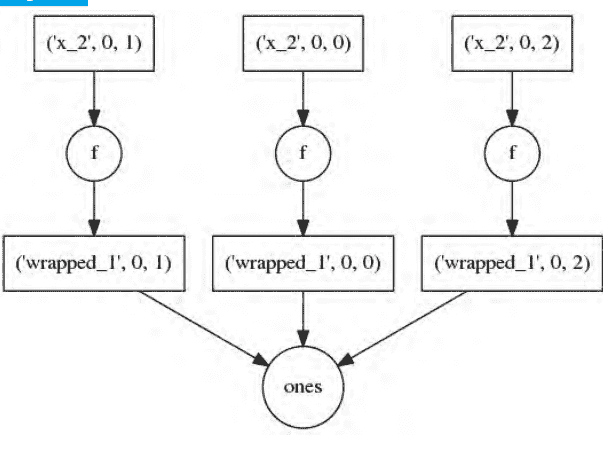 ('x_2', 0, 1) ('x_2', 0, 0) ('x_2', 0, 2)
f f f
('wrapped_1', 0, 1) ('wrapped_1', 0, 0) ('wrapped_1', 0, 2)
ones